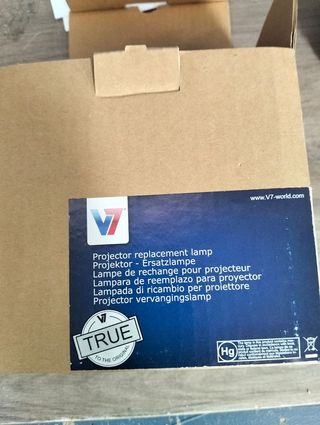 www.V7-world.com
V7
Projector replacement lamp
Projektor - Ersatzlampe
Lampe de rechange pour projecteur
Lampara de reemplazo para proyector
Lampada di ricambio per proiettore
Projector vervangingslamp
V7
TRUE
TO THE ORIGINAL
Hg